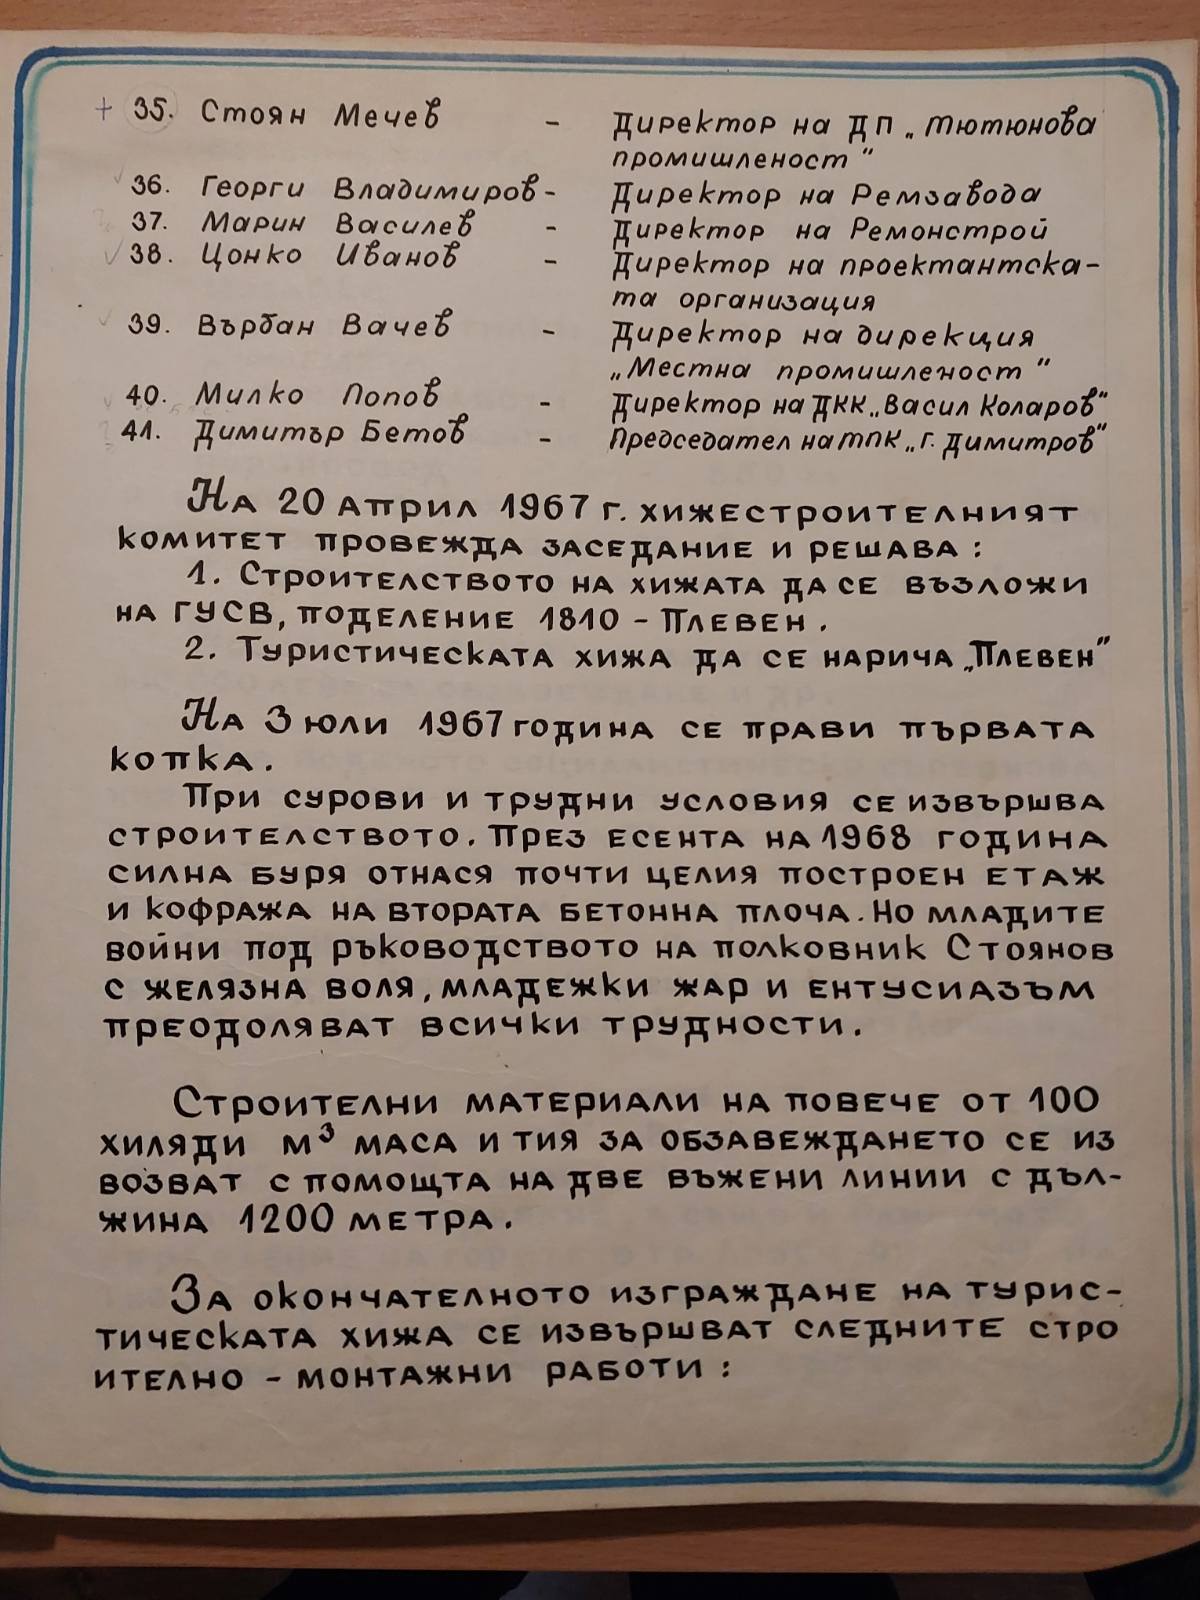 + 35. Стоян Мечев - Директор на ДП „Тютюнова
промишленост“
✓ 36. Георги Владимиров - Директор на Ремзавода
37. Марин Василев - Директор на Ремонстрой
✓ 38. Цонко Иванов - Директор на проектантска-
та организация
✓ 39. Върбан Вачев - Директор на дирекция
„Местна промишленост“
✓ 40. Милко Попов - Директор на ДКК „Васил Коларов“
41. Димитър Бетов - Председател на ТПК „Г. Димитров“
На 20 април 1967 г. хижестроителният
комитет провежда заседание и решава:
1. Строителството на хижата да се възложи
на ГУСВ, поделение 1810 - Плевен.
2. Туристическата хижа да се нарича „Плевен“
На 3 юли 1967 година се прави първата
копка.
При сурови и трудни условия се извършва
строителството. През есента на 1968 година
силна буря отнася почти целия построен етаж
и кофража на втората бетонна плоча. Но младите
войни под ръководството на полковник Стоянов
с желязна воля, младежки жар и ентусиазъм
преодоляват всички трудности.
Строителни материали на повече от 100
хиляди м³ маса и тия за обзавеждането се из
возват с помощта на две въжени линии с дъл-
жина 1200 метра.
За окончателното изграждане на турис-
тическата хижа се извършват следните стро
ително - монтажни работи: